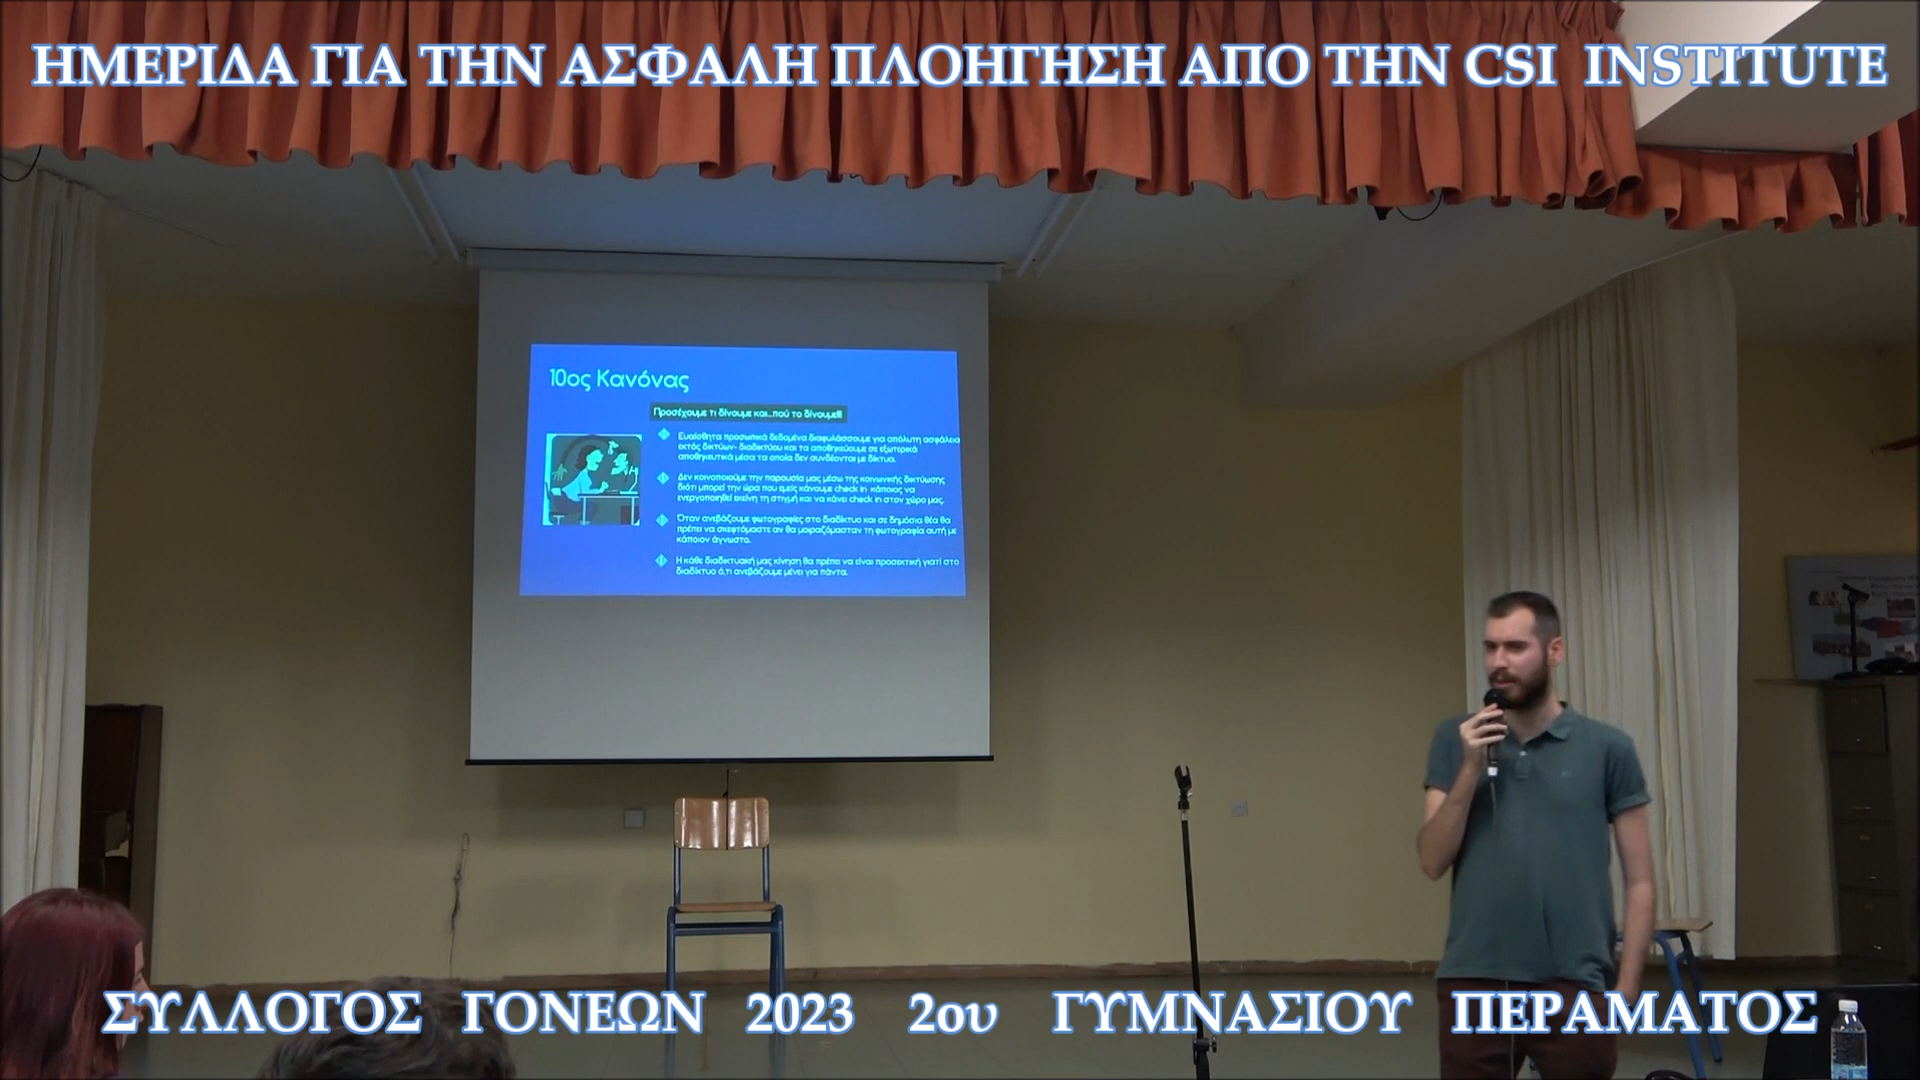 ΗΜΕΡΙΔΑ ΓΙΑ ΤΗΝ ΑΣΦΑΛΗ ΠΛΟΗΓΗΣΗ ΑΠΟ ΤΗΝ CSI INSTITUTE
10ος Κανόνας
Προσέχουμε τι δίνουμε και...πού το δίνουμε!!!
Ευαίσθητα προσωπικά δεδομένα διαφυλάσσουμε για απόλυτη ασφάλεια
εκτός δικτύων- διαδικτύου και τα αποθηκεύουμε σε εξωτερικά
αποθηκευτικά μέσα τα οποία δεν συνδέονται με δίκτυα.
Δεν κοινοποιούμε την παρουσία μας μέσω της κοινωνικής δικτύωσης
διότι μπορεί την ώρα που εμείς κάνουμε check in κάποιος να
ενεργοποιηθεί εκείνη τη στιγμή και να κάνει check in στον χώρο μας.
Όταν ανεβάζουμε φωτογραφίες στο διαδίκτυο και σε δημόσια θέα θα
πρέπει να σκεφτόμαστε αν θα μοιραζόμασταν τη φωτογραφία αυτή με
κάποιον άγνωστο.
Η κάθε διαδικτυακή μας κίνηση θα πρέπει να είναι προσεκτική γιατί στο
διαδίκτυο ό,τι ανεβάζουμε μένει για πάντα.
ΣΥΛΛΟΓΟΣ ΓΟΝΕΩΝ 2023 2ου ΓΥΜΝΑΣΙΟΥ ΠΕΡΑΜΑΤΟΣ